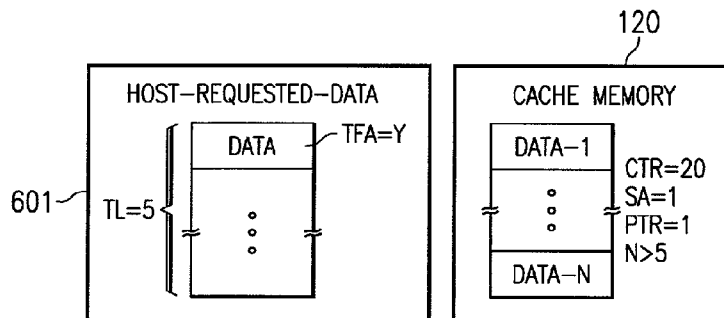 120
HOST-REQUESTED-DATA
DATA
TFA=Y
601
TL=5
CACHE MEMORY
DATA-1
CTR=20
SA=1
PTR=1
N>5
DATA-N